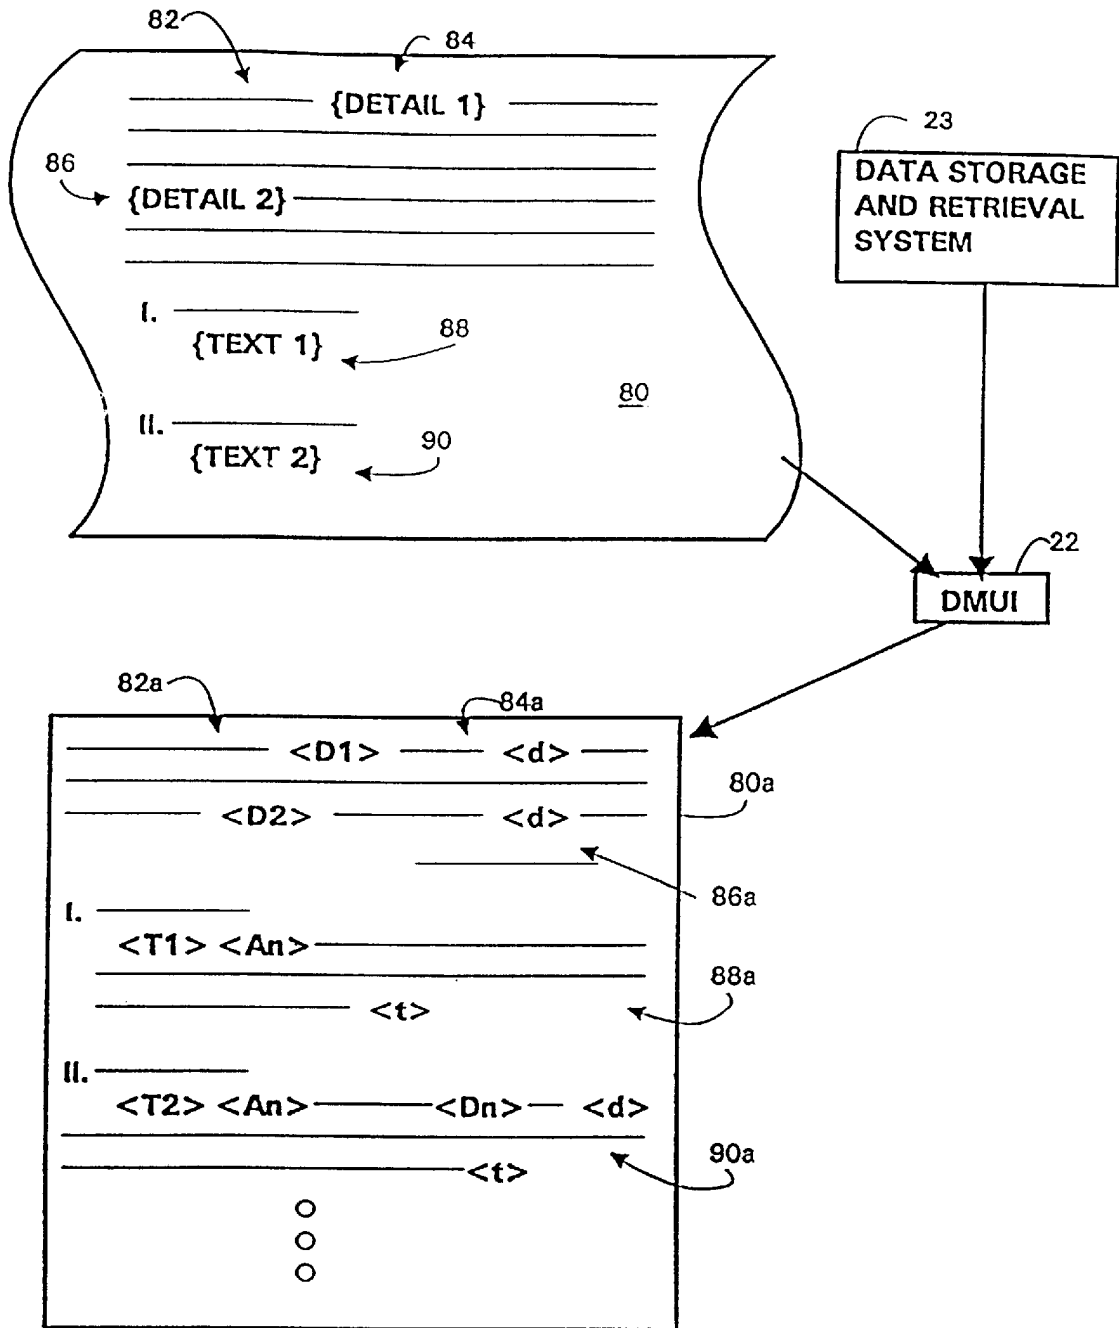 82
84
{DETAIL 1}
86
{DETAIL 2}
I.
{TEXT 1}
88
80
II.
{TEXT 2}
90
23
DATA STORAGE
AND RETRIEVAL
SYSTEM
22
DMUI
82a
84a
<D1> <d>
80a
<D2> <d>
86a
I.
<T1> <An>
88a
<t>
II.
<T2> <An> <Dn> <d>
90a
<t>